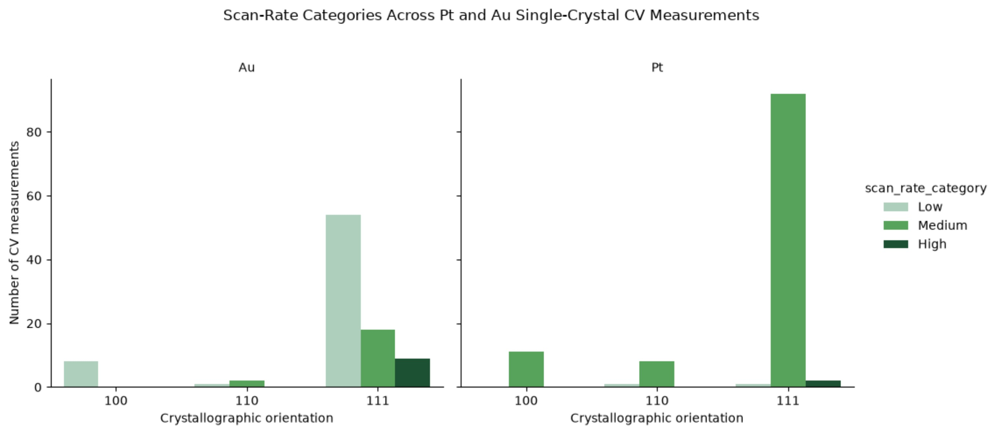 Scan-Rate Categories Across Pt and Au Single-Crystal CV Measurements
Au
Pt
Number of CV measurements
80
60
40
20
0
100
110
111
Crystallographic orientation
100
110
111
Crystallographic orientation
scan_rate_category
Low
Medium
High